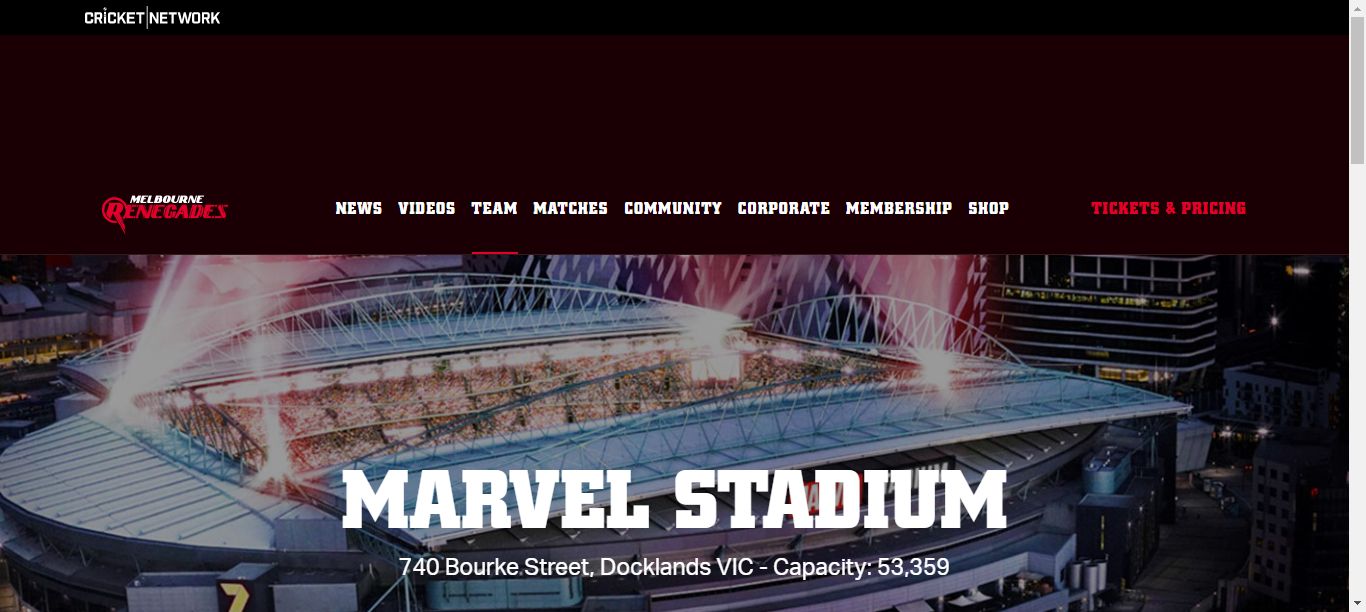 CRICKET NETWORK
MELBOURNE
RENEGADES
NEWS VIDEOS TEAM MATCHES COMMUNITY CORPORATE MEMBERSHIP SHOP
TICKETS & PRICING
MARVEL STADIUM
740 Bourke Street, Docklands VIC - Capacity: 53,359
7